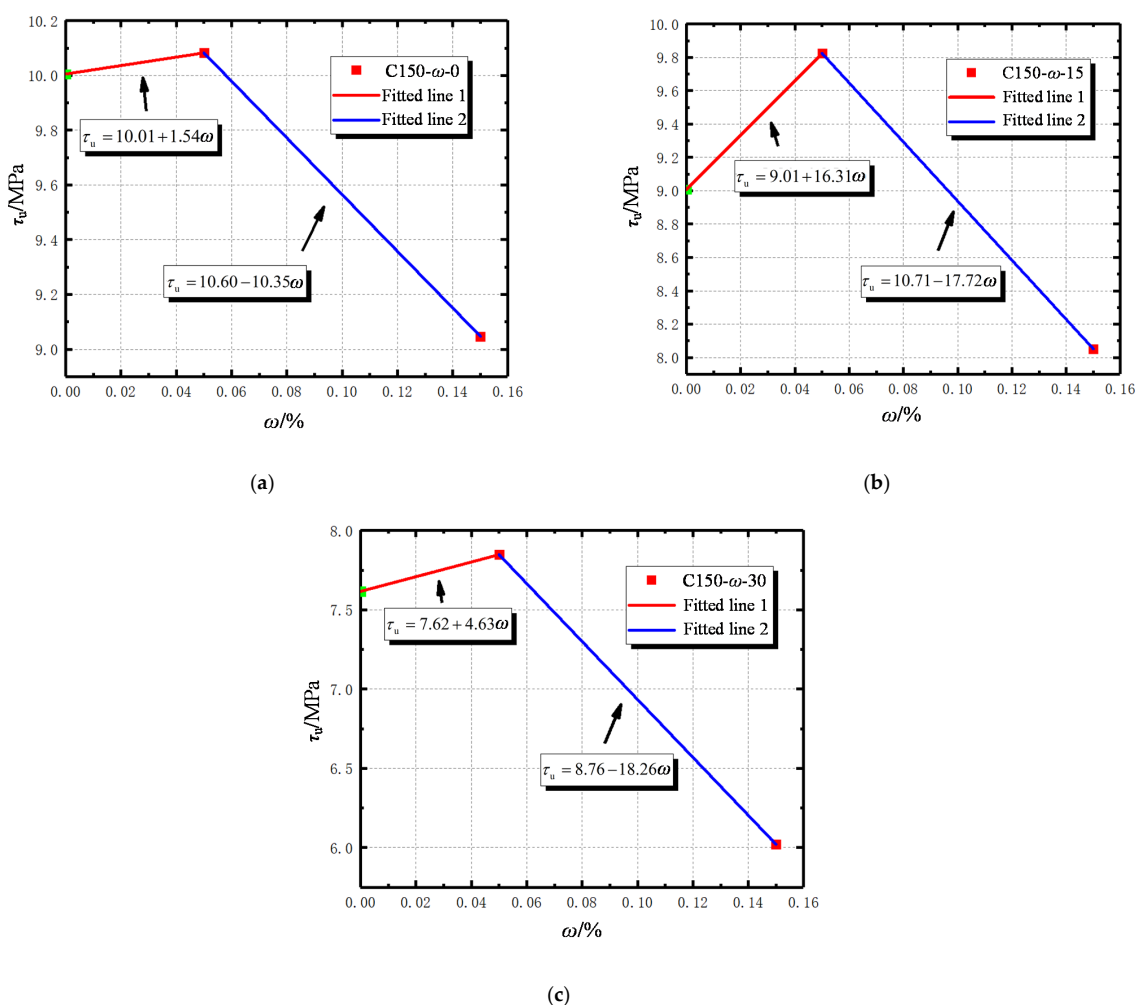 10.2
10.0
9.8
9.6
9.4
9.2
9.0
τu/MPa
C150-ω-0
Fitted line 1
Fitted line 2
τu = 10.01+1.54ω
τu = 10.60−10.35ω
0.00 0.02 0.04 0.06 0.08 0.10 0.12 0.14 0.16
ω/%
(a)
10.0
9.8
9.6
9.4
9.2
9.0
8.8
8.6
8.4
8.2
8.0
τu/MPa
C150-ω-15
Fitted line 1
Fitted line 2
τu = 9.01+16.31ω
τu = 10.71−17.72ω
0.00 0.02 0.04 0.06 0.08 0.10 0.12 0.14 0.16
ω/%
(b)
8.0
7.5
7.0
6.5
6.0
τu/MPa
C150-ω-30
Fitted line 1
Fitted line 2
τu = 7.62+4.63ω
τu = 8.76−18.26ω
0.00 0.02 0.04 0.06 0.08 0.10 0.12 0.14 0.16
ω/%
(c)